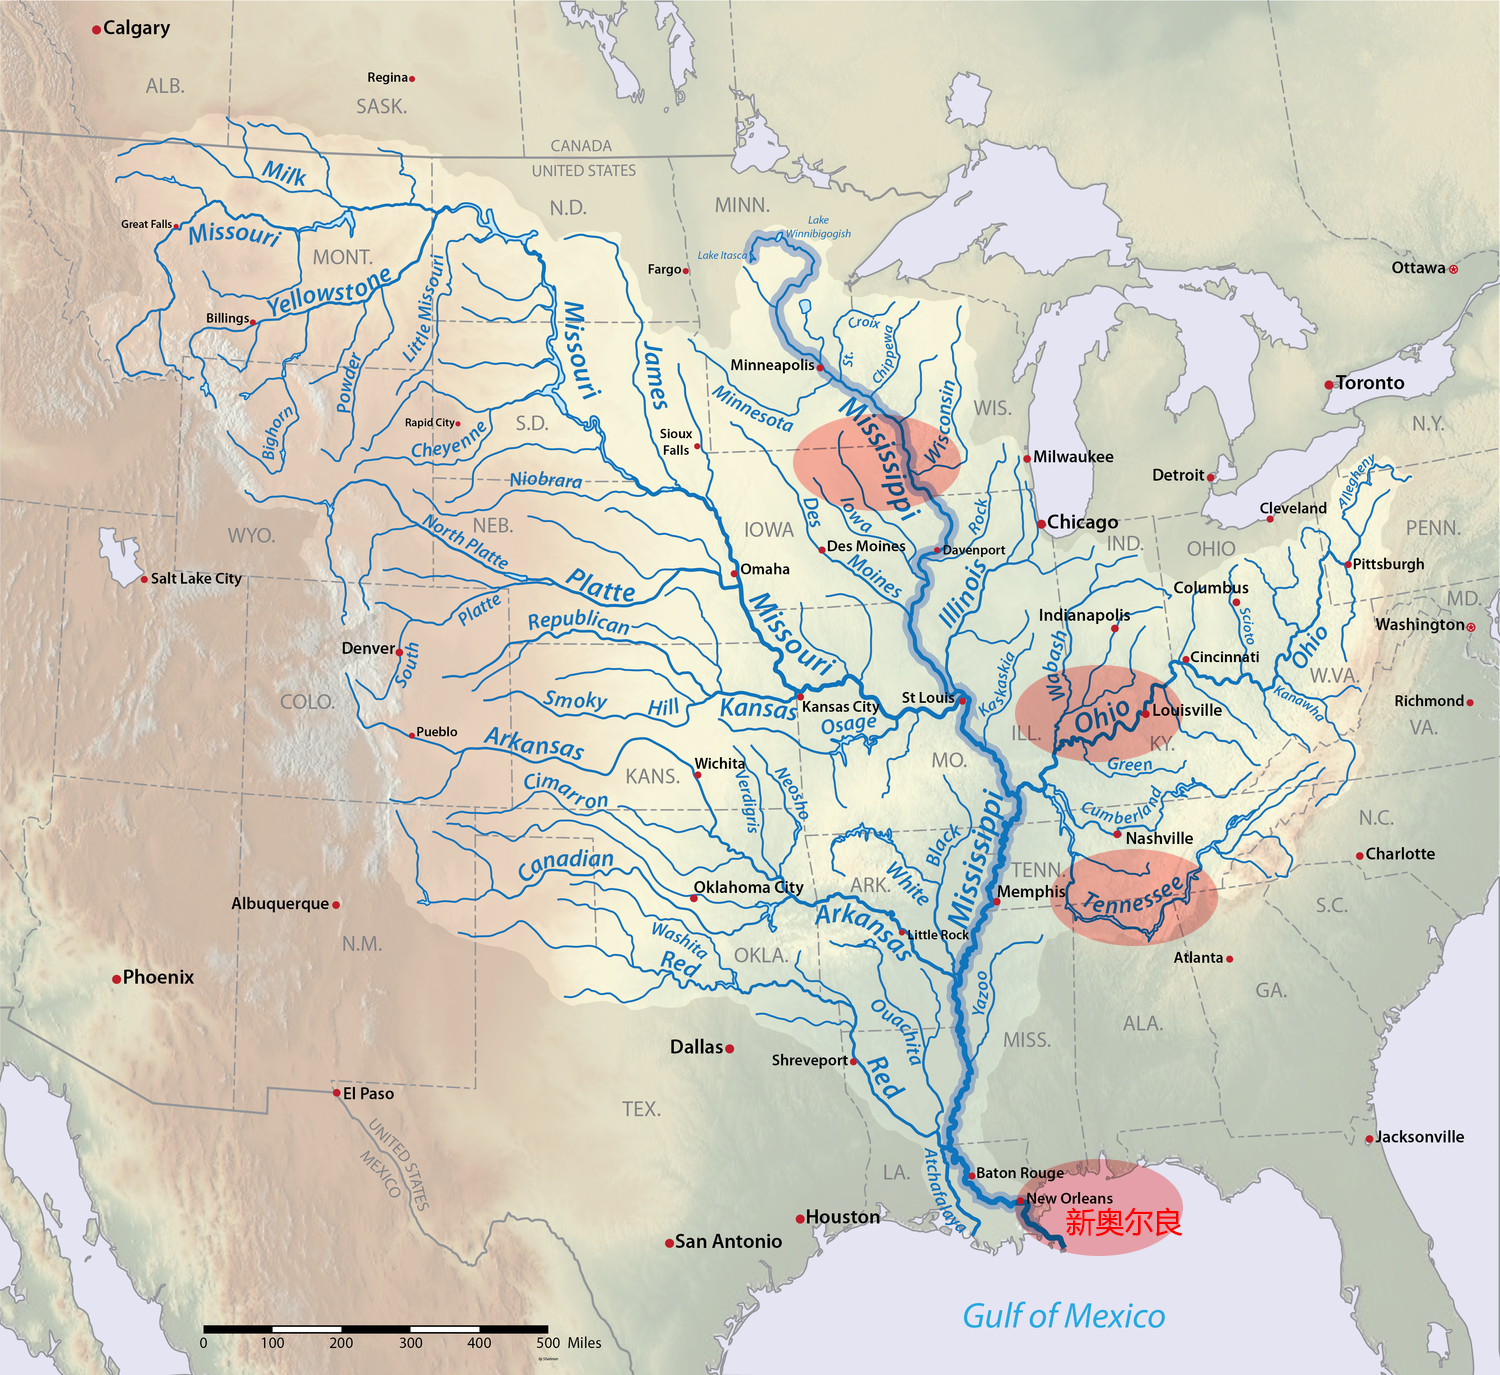 Calgary
Regina
ALB.
SASK.
CANADA
UNITED STATES
Milk
N.D.
MINN.
Great Falls
Missouri
MONT.
Lake
Winnibigogish
Lake Itasca
Fargo
Ottawa
Yellowstone
Little Missouri
Billings
Missouri
James
St.
Croix
Chippewa
Minneapolis
Powder
Minnesota
Mississippi
Wisconsin
WIS.
Toronto
N.Y.
Bighorn
Rapid City
Cheyenne
S.D.
Sioux
Falls
Milwaukee
Detroit
Allegheny
Niobrara
Cleveland
WYO.
NEB.
North Platte
IOWA
Des
Moines
Iowa
Rock
Chicago
IND.
OHIO
PENN.
Des Moines
Davenport
Salt Lake City
Omaha
Platte
Illinois
Pittsburgh
Columbus
MD.
South
Platte
Republican
Missouri
Indianapolis
Scioto
Ohio
Washington
Denver
Wabash
Cincinnati
W.VA.
Kaskaskia
COLO.
Smoky
Hill
Kansas
Kansas City
St Louis
Osage
Ohio
Louisville
Kanawha
Richmond
VA.
Pueblo
Arkansas
ILL.
KY.
KANS.
Wichita
MO.
Green
Cimarron
Verdigris
Neosho
Mississippi
Cumberland
Nashville
N.C.
Black
Canadian
White
Charlotte
Oklahoma City
ARK.
TENN.
Memphis
Tennessee
Albuquerque
S.C.
N.M.
Washita
Red
Arkansas
Little Rock
OKLA.
Atlanta
Phoenix
Yazoo
GA.
Ouachita
ALA.
MISS.
Dallas
Shreveport
Red
El Paso
TEX.
UNITED STATES
MEXICO
Jacksonville
LA.
Atchafalaya
Baton Rouge
New Orleans
新奥尔良
Houston
San Antonio
Gulf of Mexico
0 100 200 300 400 500 Miles
By Shannon